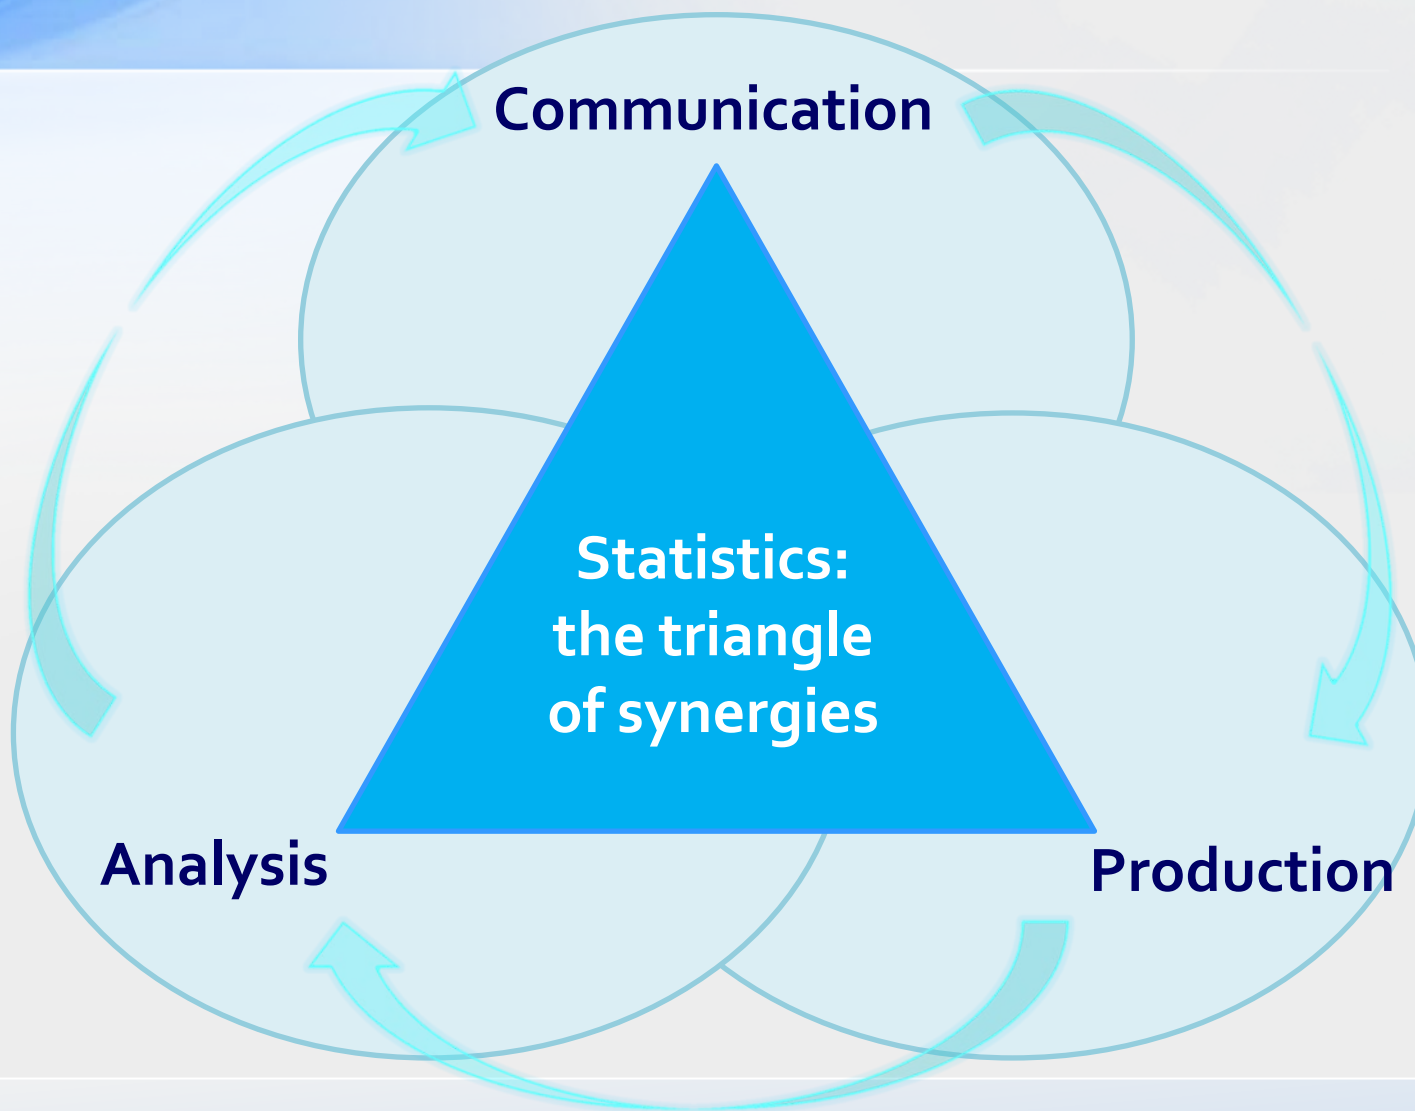 Communication
Statistics:
the triangle
of synergies
Analysis
Production